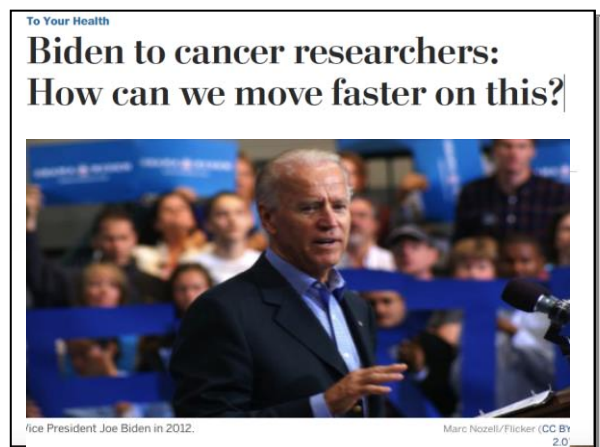 To Your Health
Biden to cancer researchers:
How can we move faster on this?
Vice President Joe Biden in 2012.
Marc Nozell/Flicker (CC BY
2.0